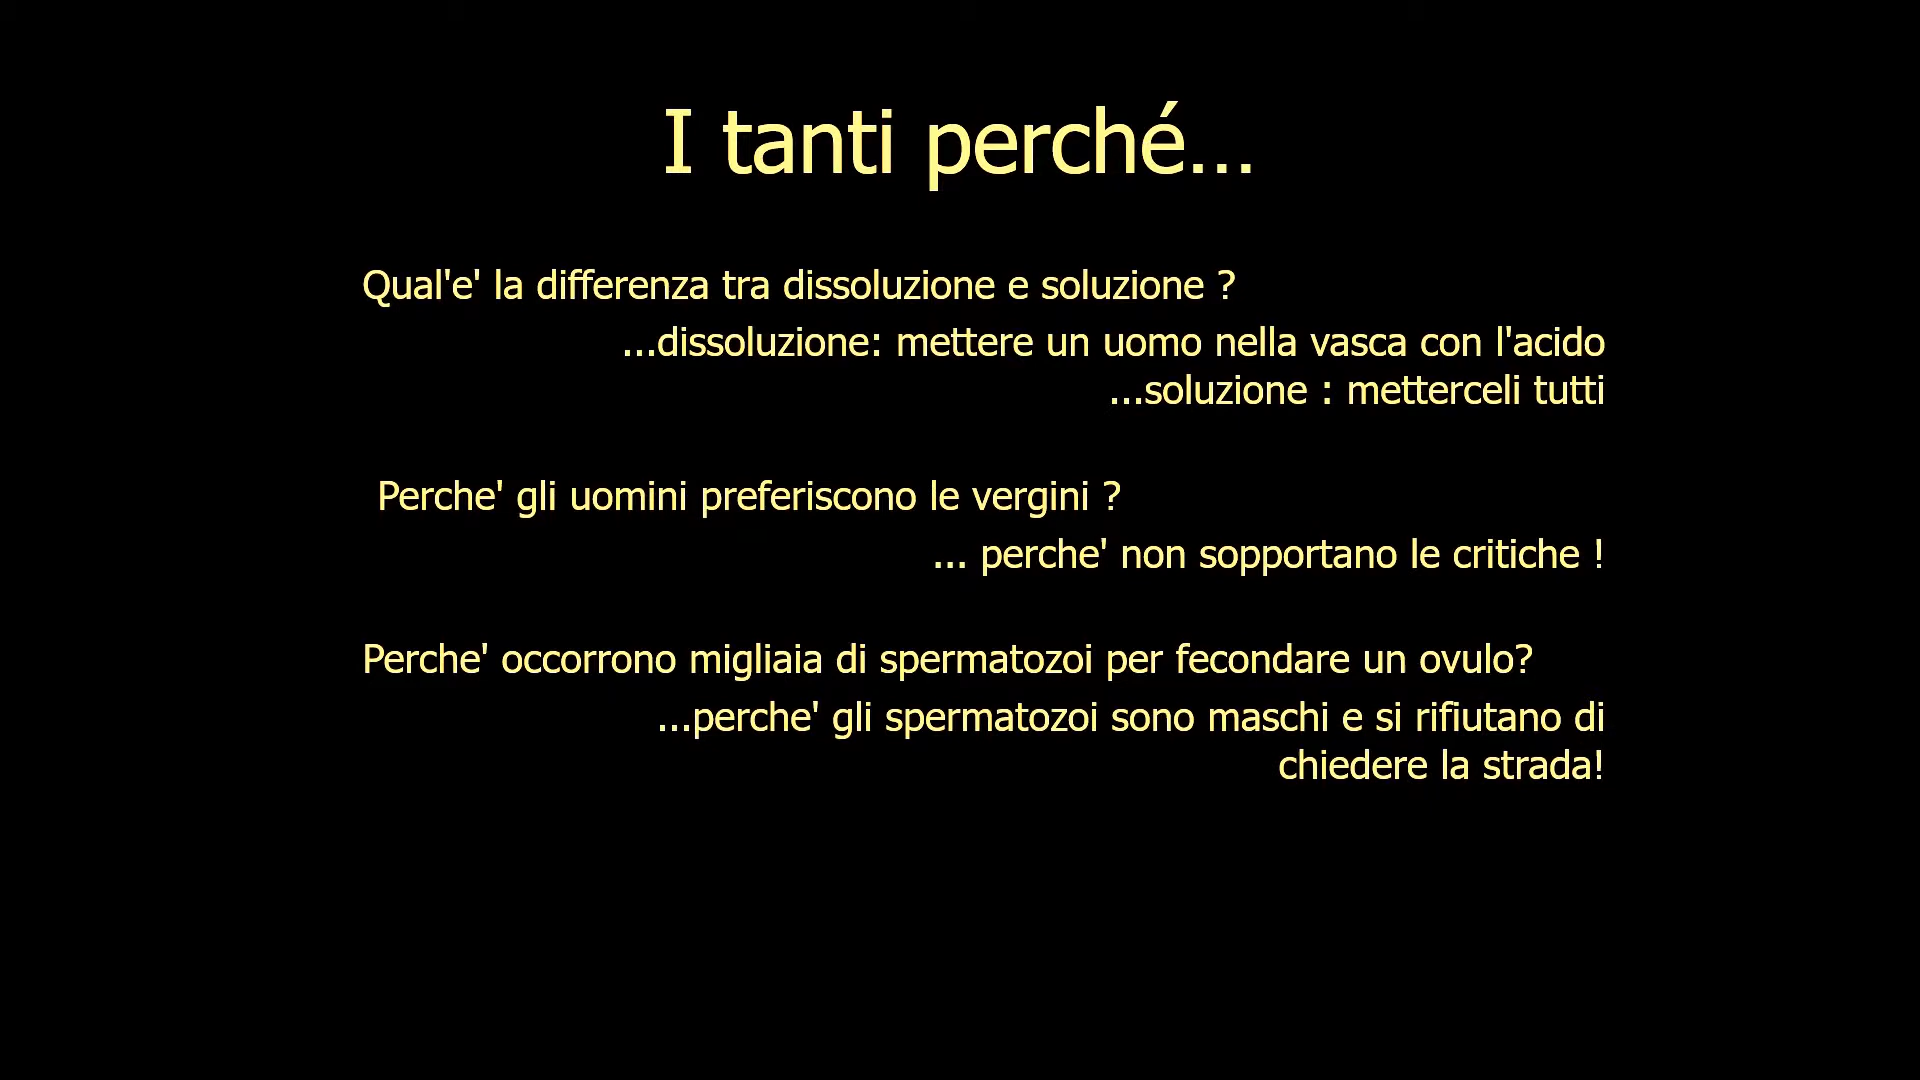 I tanti perché...
Qual'e' la differenza tra dissoluzione e soluzione ?
...dissoluzione: mettere un uomo nella vasca con l'acido
...soluzione : metterceli tutti
Perche' gli uomini preferiscono le vergini ?
... perche' non sopportano le critiche !
Perche' occorrono migliaia di spermatozoi per fecondare un ovulo?
...perche' gli spermatozoi sono maschi e si rifiutano di
chiedere la strada!